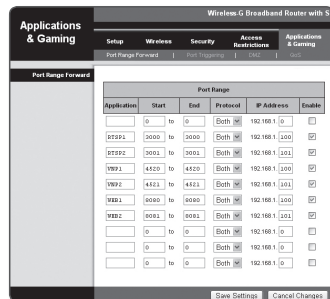 Wireless-G Broadband Router with S
Applications
& Gaming
Setup Wireless Security Access Restrictions Applications & Gaming
Port Range Forward | Port Triggering | DMZ | QoS
Port Range Forward
Port Range
Application Start End Protocol IP Address Enable
0 to 0 Both 192.168.1. 0
RTSP1 3000 to 3000 Both 192.168.1. 100
RTSP2 3001 to 3001 Both 192.168.1. 101
VNP1 4520 to 4520 Both 192.168.1. 100
VNP2 4521 to 4521 Both 192.168.1. 101
WEB1 8080 to 8080 Both 192.168.1. 100
WEB2 8081 to 8081 Both 192.168.1. 101
0 to 0 Both 192.168.1. 0
0 to 0 Both 192.168.1. 0
0 to 0 Both 192.168.1. 0
Save Settings Cancel Changes